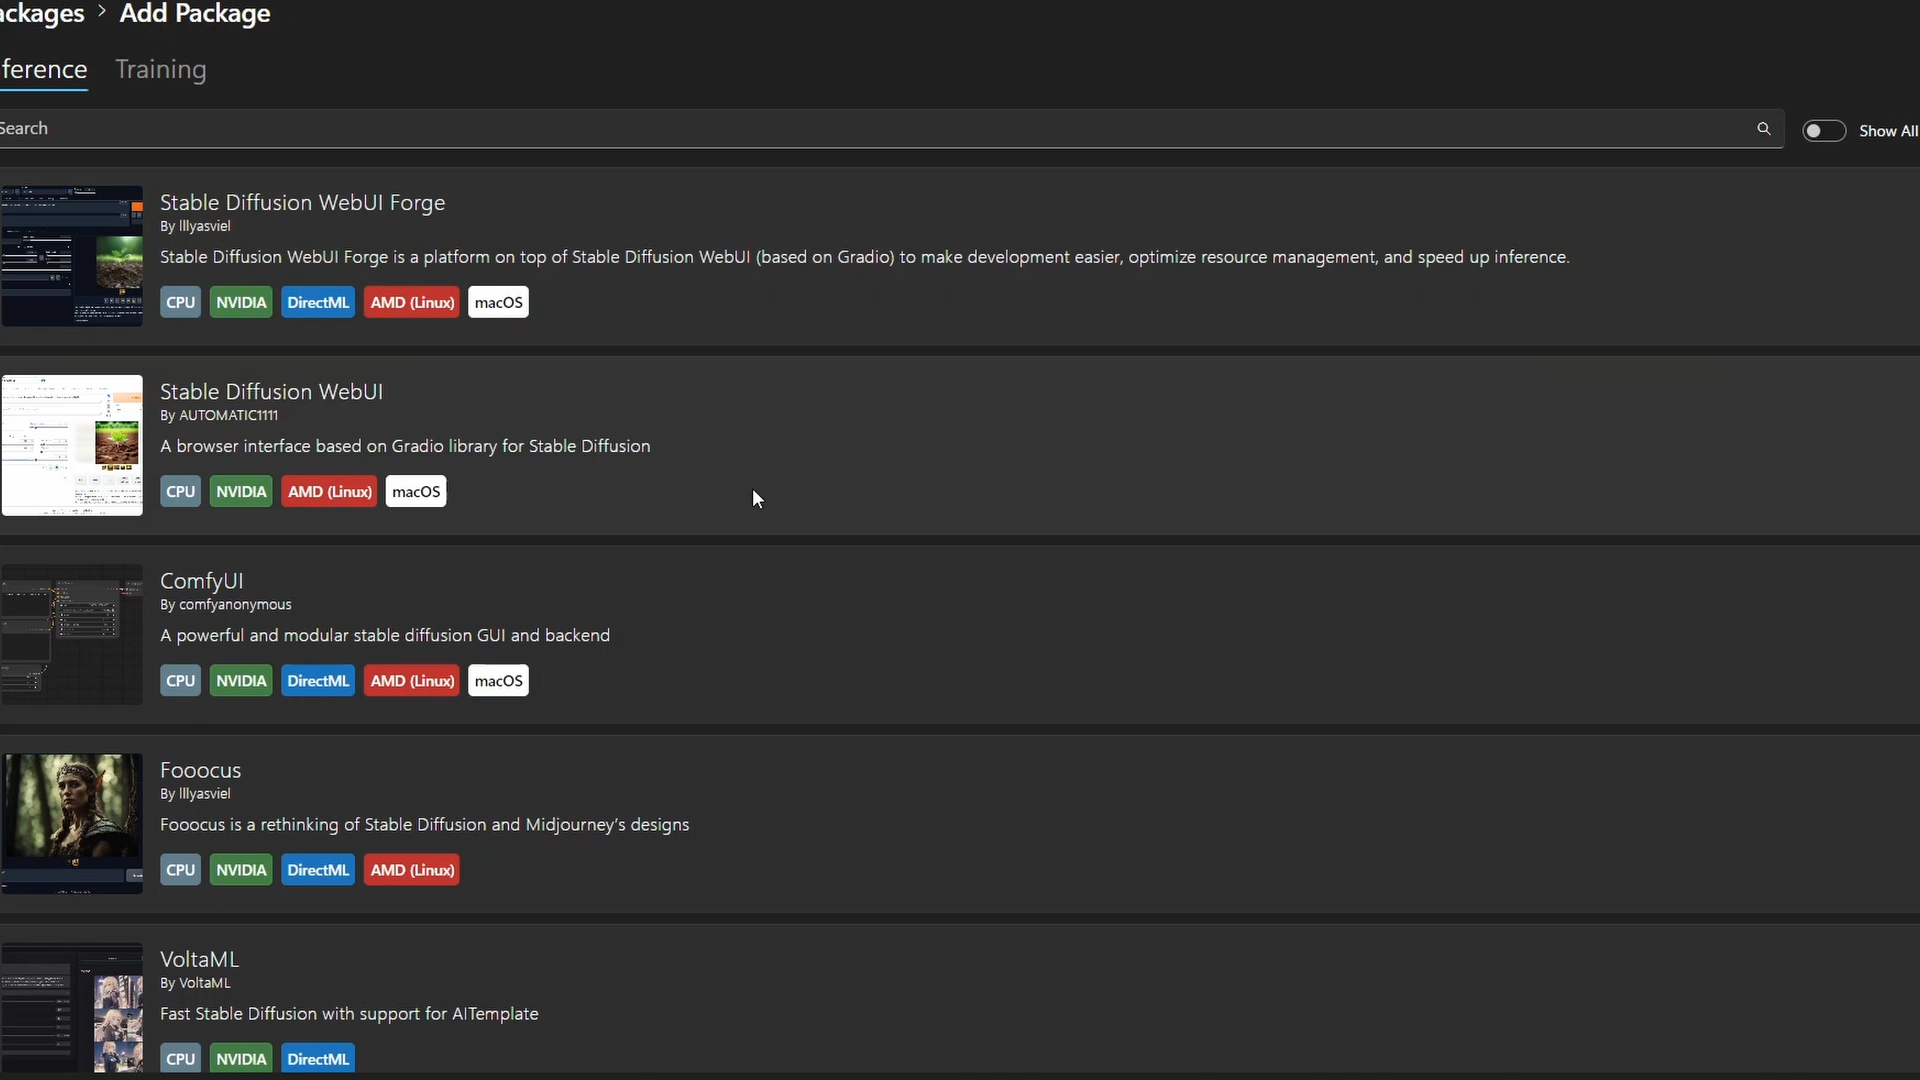 ackages > Add Package
ference Training
Search
Show All
Stable Diffusion WebUI Forge
By lllyasviel
Stable Diffusion WebUI Forge is a platform on top of Stable Diffusion WebUI (based on Gradio) to make development easier, optimize resource management, and speed up inference.
CPU NVIDIA DirectML AMD (Linux) macOS
Stable Diffusion WebUI
By AUTOMATIC1111
A browser interface based on Gradio library for Stable Diffusion
CPU NVIDIA AMD (Linux) macOS
ComfyUI
By comfyanonymous
A powerful and modular stable diffusion GUI and backend
CPU NVIDIA DirectML AMD (Linux) macOS
Fooocus
By lllyasviel
Fooocus is a rethinking of Stable Diffusion and Midjourney's designs
CPU NVIDIA DirectML AMD (Linux)
VoltaML
By VoltaML
Fast Stable Diffusion with support for AITemplate
CPU NVIDIA DirectML